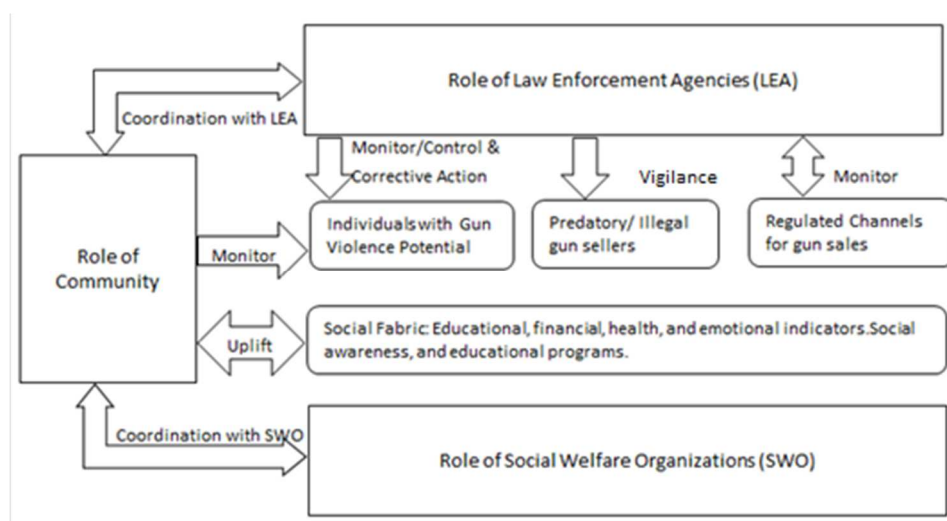 Role of Law Enforcement Agencies (LEA)
Coordination with LEA
Monitor/Control &
Corrective Action
Vigilance
Monitor
Individuals with Gun
Violence Potential
Predatory/ Illegal
gun sellers
Regulated Channels
for gun sales
Role of
Community
Monitor
Uplift
Social Fabric: Educational, financial, health, and emotional indicators.Social
awareness, and educational programs.
Coordination with SWO
Role of Social Welfare Organizations (SWO)